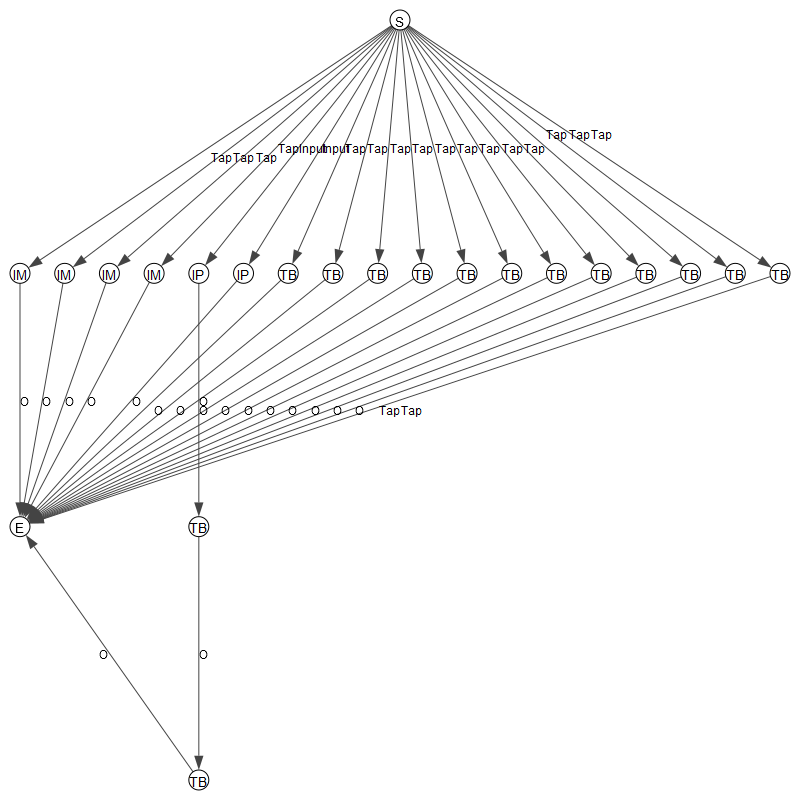 S
TapTapTap
TapTapTap TapInputInputTapTapTapTapTapTapTapTapTap
IM IM IM IM IP IP TB TB TB TB TB TB TB TB TB TB TB TB
O O O O O O
O O O O O O O O O O TapTap
E TB
O O
TB